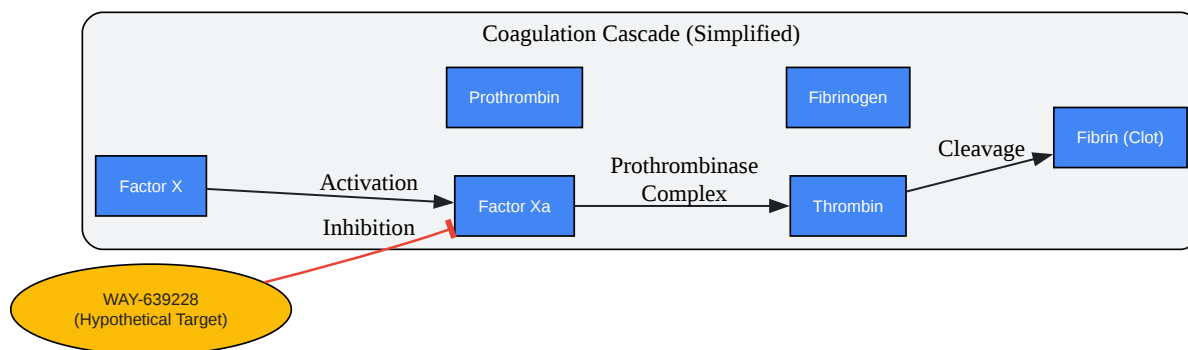 Coagulation Cascade (Simplified)
Prothrombin
Fibrinogen
Fibrin (Clot)
Cleavage
Prothrombinase
Complex
Factor X
Activation
Factor Xa
Thrombin
Inhibition
WAY-639228
(Hypothetical Target)